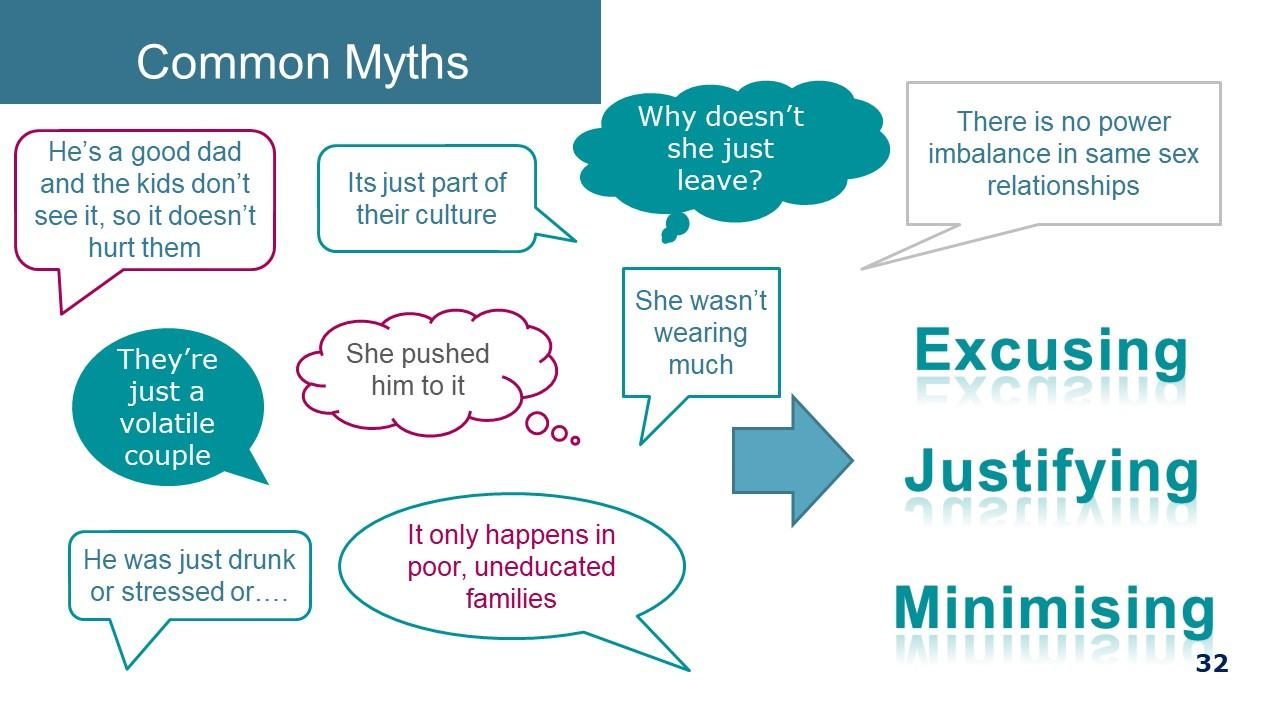 Common Myths
He’s a good dad
and the kids don’t
see it, so it doesn’t
hurt them
Its just part of
their culture
Why doesn’t
she just
leave?
There is no power
imbalance in same sex
relationships
They’re
just a
volatile
couple
She pushed
him to it
She wasn’t
wearing
much
He was just drunk
or stressed or….
It only happens in
poor, uneducated
families
Excusing
Justifying
Minimising
32